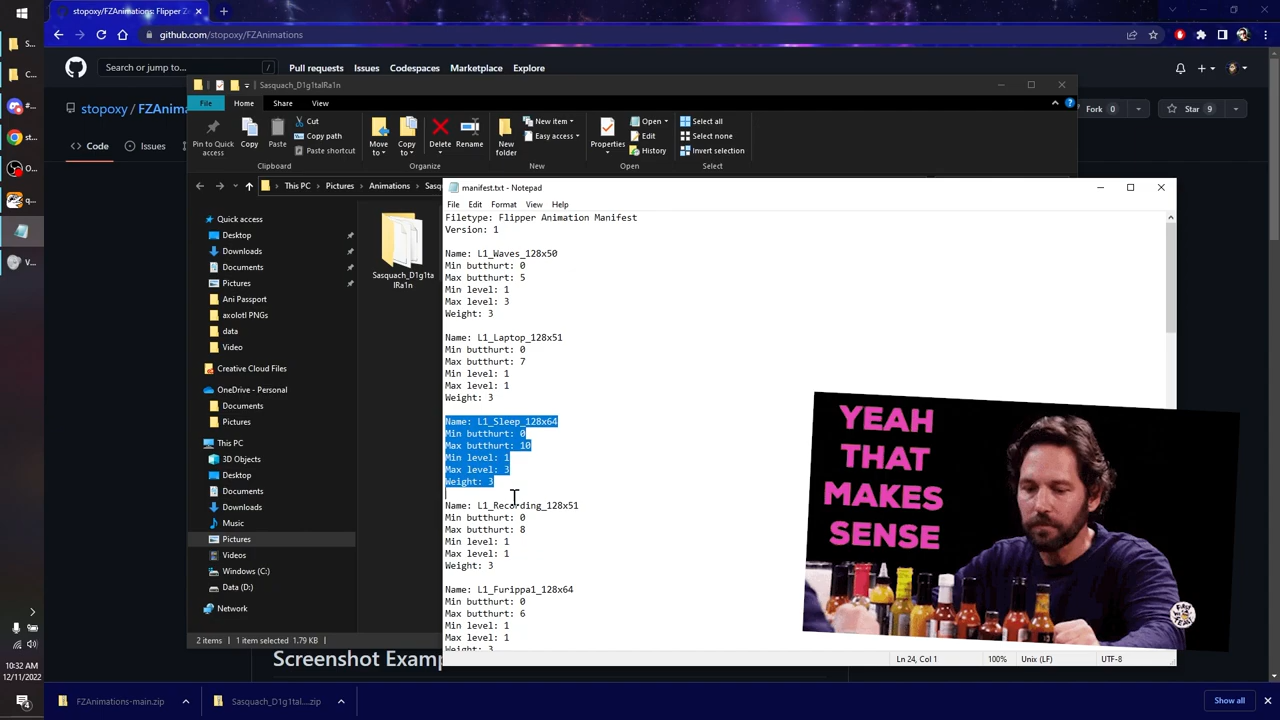 stopoxy/FZAnimations: Flipper Z
github.com/stopoxy/FZAnimations
Search or jump to...
/
Pull requests
Issues
Codespaces
Marketplace
Explore
stopoxy / FZAnim
Fork 0
Star 9
Code
Issues
Sasquach_D1g1talRa1n
File
Home
Share
View
Pin to Quick access
Copy
Paste
Cut
Copy path
Paste shortcut
Clipboard
Move to
Copy to
Delete
Rename
Organize
New folder
New item
Easy access
New
Properties
Open
Edit
History
Open
Select all
Select none
Invert selection
Select
This PC
Pictures
Animations
Sasq
Quick access
Desktop
Downloads
Documents
Pictures
Ani Passport
axolotl PNGs
data
Video
Creative Cloud Files
OneDrive - Personal
Documents
Pictures
This PC
3D Objects
Desktop
Documents
Downloads
Music
Pictures
Videos
Windows (C:)
Data (D:)
Network
Sasquach_D1g1ta
lRa1n
2 items
1 item selected 1.79 KB
manifest.txt - Notepad
File Edit Format View Help
Filetype: Flipper Animation Manifest
Version: 1
Name: L1_Waves_128x50
Min butthurt: 0
Max butthurt: 5
Min level: 1
Max level: 3
Weight: 3
Name: L1_Laptop_128x51
Min butthurt: 0
Max butthurt: 7
Min level: 1
Max level: 1
Weight: 3
Name: L1_Sleep_128x64
Min butthurt: 0
Max butthurt: 10
Min level: 1
Max level: 3
Weight: 3
Name: L1_Recording_128x51
Min butthurt: 0
Max butthurt: 8
Min level: 1
Max level: 1
Weight: 3
Name: L1_Furippa1_128x64
Min butthurt: 0
Max butthurt: 6
Min level: 1
Max level: 1
Weight: 3
Ln 24, Col 1
100%
Unix (LF)
UTF-8
YEAH
THAT
MAKES
SENSE
Screenshot Examp
S...
C...
st...
O...
q...
V...
10:32 AM
12/11/2022
FZAnimations-main.zip
Sasquach_D1g1tal....zip
Show all